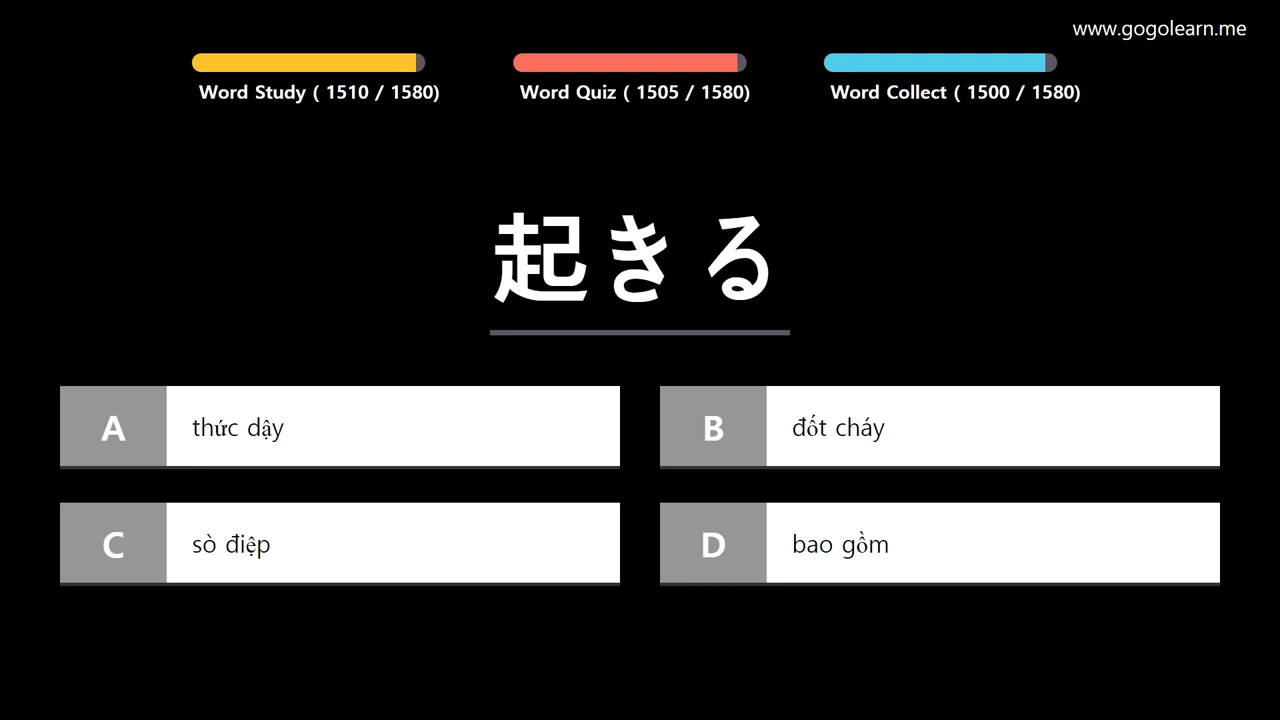 www.gogolearn.me
Word Study ( 1510 / 1580)
Word Quiz ( 1505 / 1580)
Word Collect ( 1500 / 1580)
起きる
A thức dậy
B đốt cháy
C sò điệp
D bao gồm